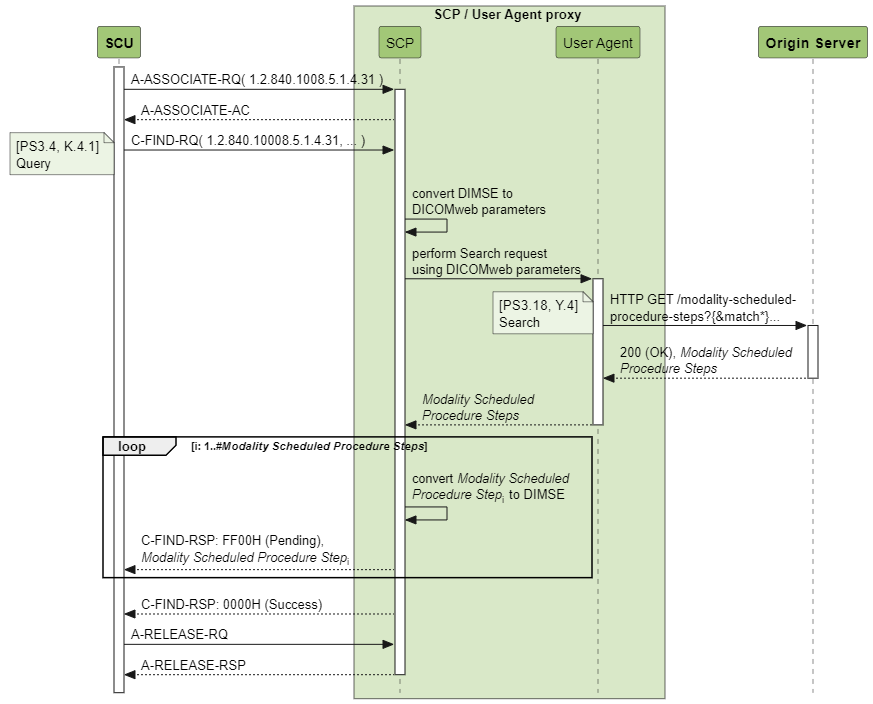 SCP / User Agent proxy
SCU
SCP
User Agent
Origin Server
A-ASSOCIATE-RQ( 1.2.840.1008.5.1.4.31 )
A-ASSOCIATE-AC
[PS3.4, K.4.1]
Query
C-FIND-RQ( 1.2.840.10008.5.1.4.31, ... )
convert DIMSE to
DICOMweb parameters
perform Search request
using DICOMweb parameters
[PS3.18, Y.4]
Search
HTTP GET /modality-scheduled-
procedure-steps?{&match*}...
200 (OK), Modality Scheduled
Procedure Steps
Modality Scheduled
Procedure Steps
loop
[i: 1..#Modality Scheduled Procedure Steps]
convert Modality Scheduled
Procedure Stepi to DIMSE
C-FIND-RSP: FF00H (Pending),
Modality Scheduled Procedure Stepi
C-FIND-RSP: 0000H (Success)
A-RELEASE-RQ
A-RELEASE-RSP